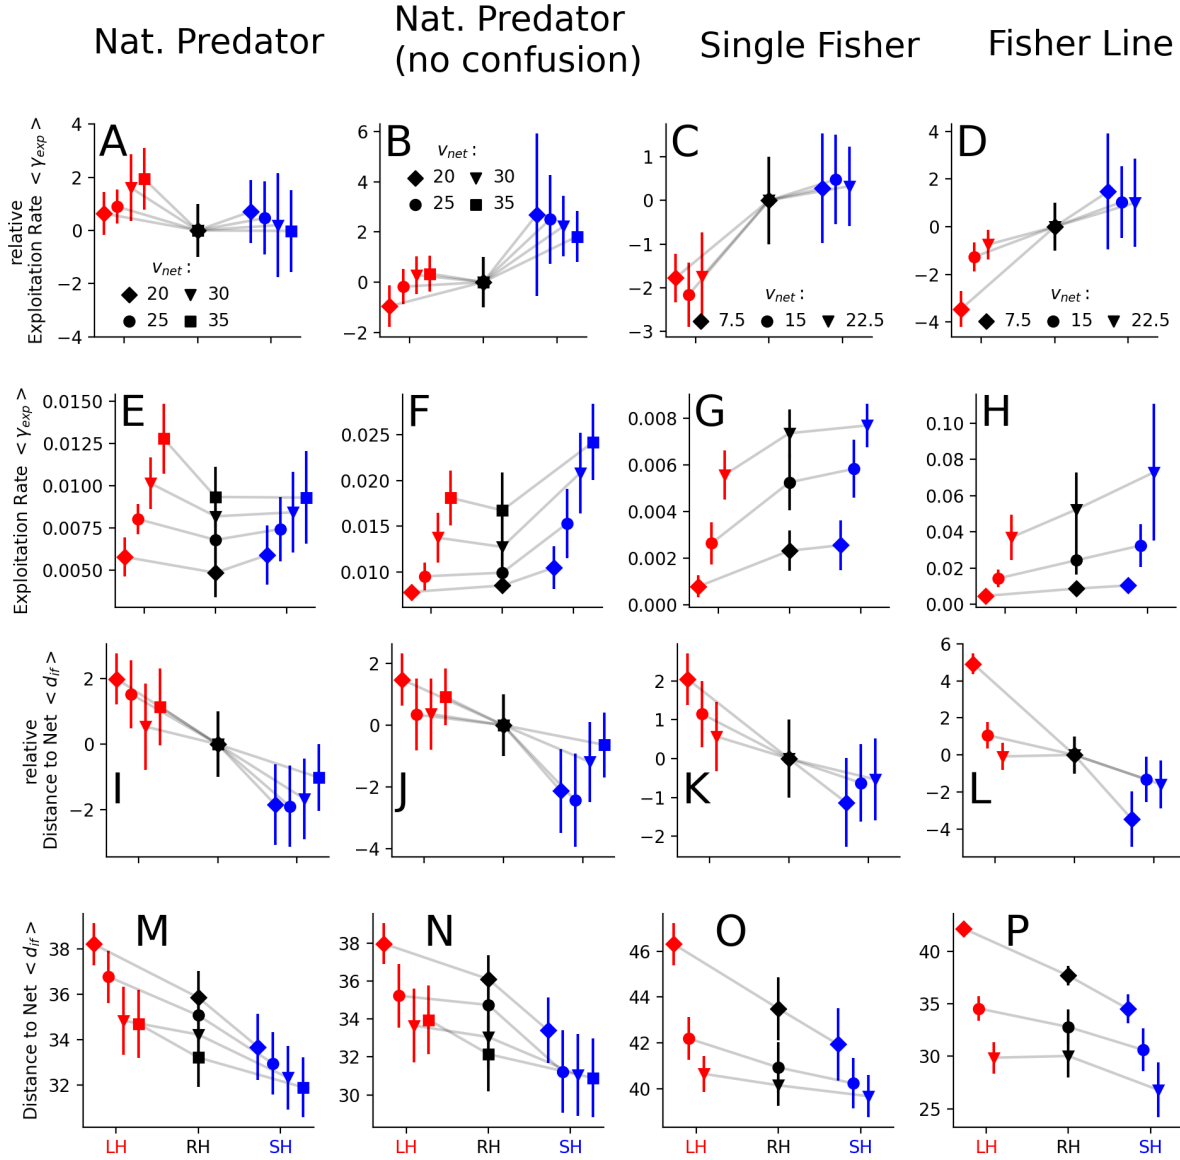 Nat. Predator
Nat. Predator
(no confusion)
Single Fisher
Fisher Line
relative
Exploitation Rate < γexp >
A
4
2
0
−2
−4
vnet :
20 30
25 35
B
6
4
2
0
−2
vnet :
20 30
25 35
C
1
0
−1
−2
−3
vnet :
7.5 15 22.5
D
4
2
0
−2
−4
vnet :
7.5 15 22.5
Exploitation Rate < γexp >
E
0.0150
0.0125
0.0100
0.0075
0.0050
F
0.025
0.020
0.015
0.010
G
0.008
0.006
0.004
0.002
0.000
H
0.10
0.08
0.06
0.04
0.02
0.00
relative
Distance to Net < dif >
I
2
0
−2
J
2
0
−2
−4
K
2
1
0
−1
−2
L
6
4
2
0
−2
−4
Distance to Net < dif >
M
38
36
34
32
LH RH SH
N
38
36
34
32
30
LH RH SH
O
46
44
42
40
LH RH SH
P
40
35
30
25
LH RH SH